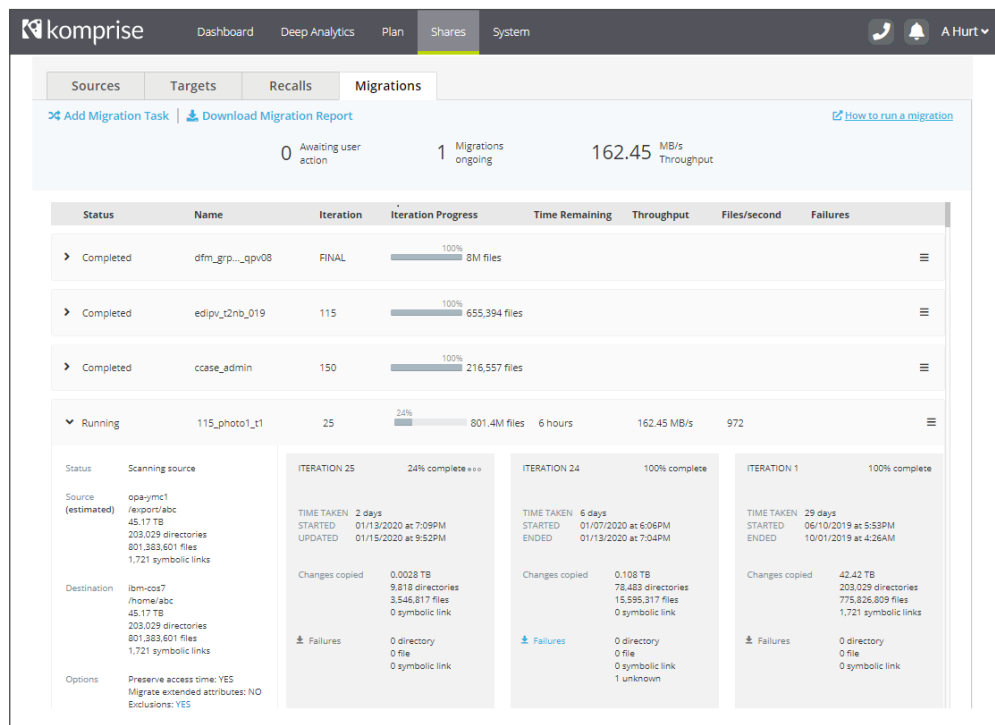 komprise
Dashboard Deep Analytics Plan Shares System A Hurt
Sources Targets Recalls Migrations
Add Migration Task | Download Migration Report How to run a migration
0 Awaiting user action 1 Migrations ongoing 162.45 MB/s Throughput
Status Name Iteration Iteration Progress Time Remaining Throughput Files/second Failures
Completed dfm_grp..._qpv08 FINAL 100% 8M files
Completed edipv_t2nb_019 115 100% 655,394 files
Completed ccase_admin 150 100% 216,557 files
Running 115_photo1_t1 25 24% 801.4M files 6 hours 162.45 MB/s 972
Status Scanning source
Source (estimated) opa-ymc1
/export/abc
45.17 TB
203,029 directories
801,383,601 files
1,721 symbolic links
Destination ibm-cos7
/home/abc
45.17 TB
203,029 directories
801,383,601 files
1,721 symbolic links
Options Preserve access time: YES
Migrate extended attributes: NO
Exclusions: YES
ITERATION 25 24% complete
TIME TAKEN 2 days
STARTED 01/13/2020 at 7:09PM
UPDATED 01/15/2020 at 9:52PM
Changes copied 0.0028 TB
9,818 directories
3,546,817 files
0 symbolic link
Failures 0 directory
0 file
0 symbolic link
ITERATION 24 100% complete
TIME TAKEN 6 days
STARTED 01/07/2020 at 6:06PM
ENDED 01/13/2020 at 7:04PM
Changes copied 0.108 TB
78,483 directories
15,595,317 files
0 symbolic link
Failures 0 directory
0 file
0 symbolic link
1 unknown
ITERATION 1 100% complete
TIME TAKEN 29 days
STARTED 06/10/2019 at 5:53PM
ENDED 10/01/2019 at 4:26AM
Changes copied 42.42 TB
203,029 directories
775,826,809 files
1,721 symbolic links
Failures 0 directory
0 file
0 symbolic link